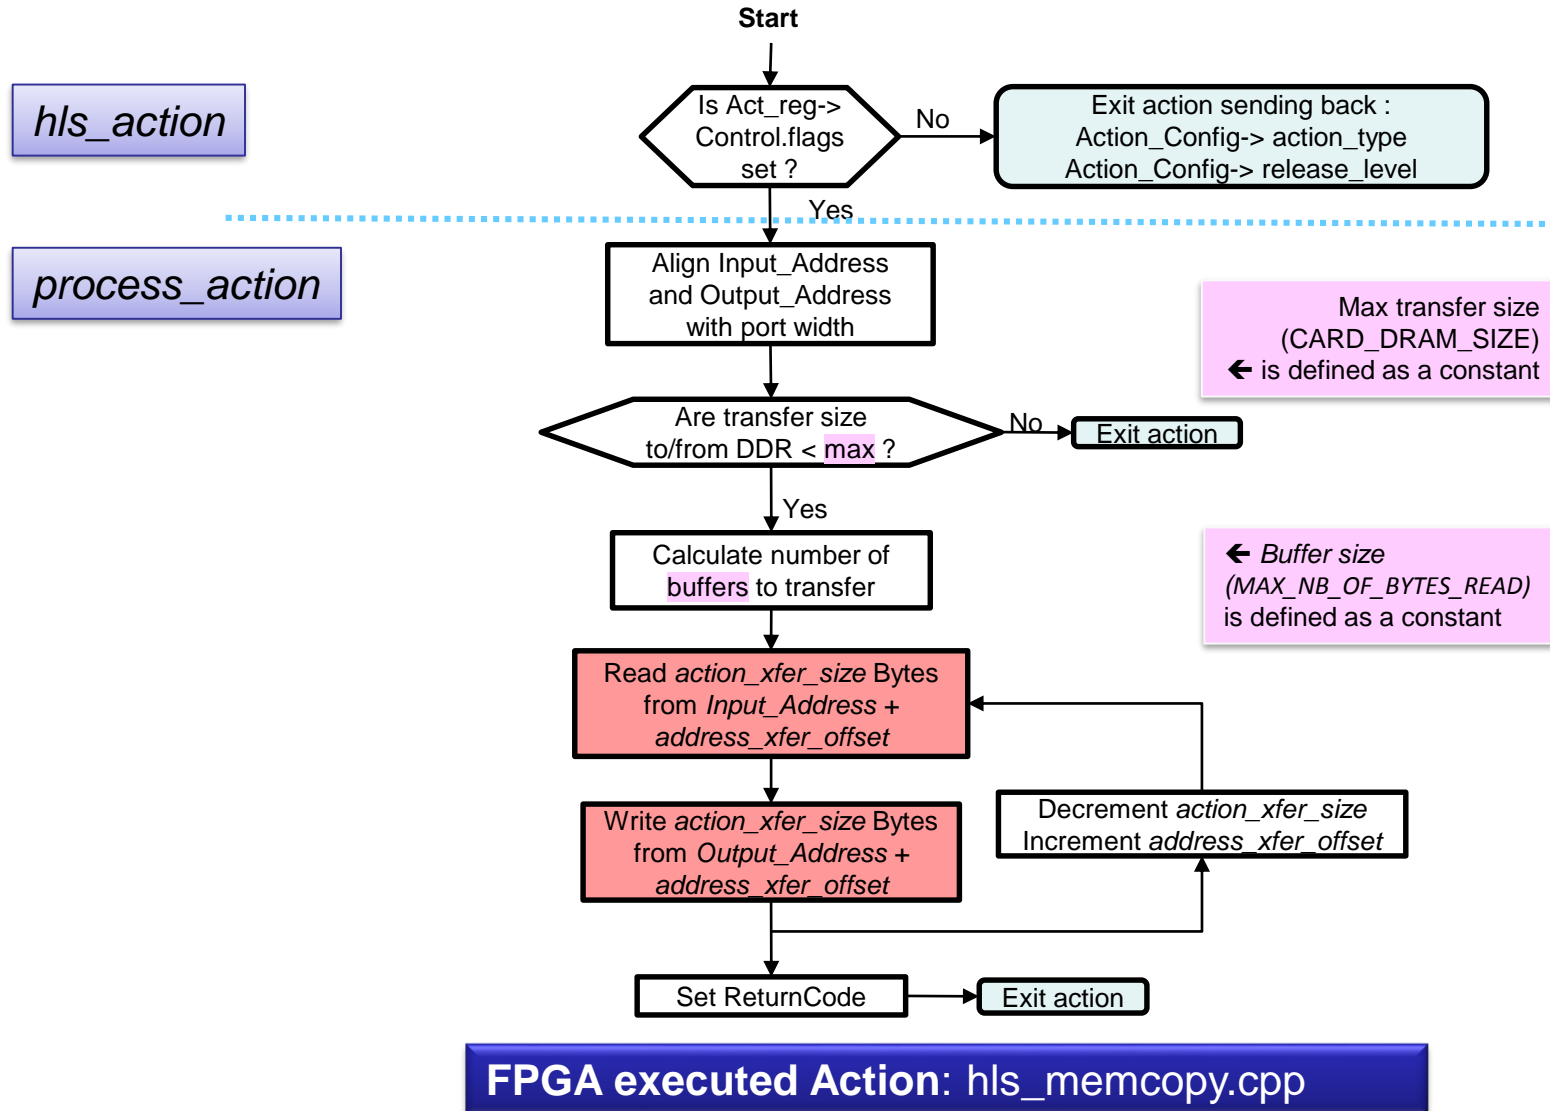 Start
hls_action
Is Act_reg->
Control.flags
set ?
No
Exit action sending back :
Action_Config-> action_type
Action_Config-> release_level
Yes
process_action
Align Input_Address
and Output_Address
with port width
Max transfer size
(CARD_DRAM_SIZE)
🡨 is defined as a constant
Are transfer size
to/from DDR < max ?
No
Exit action
Yes
Calculate number of
buffers to transfer
🡨 Buffer size
(MAX_NB_OF_BYTES_READ)
is defined as a constant
Read action_xfer_size Bytes
from Input_Address +
address_xfer_offset
Decrement action_xfer_size
Increment address_xfer_offset
Write action_xfer_size Bytes
from Output_Address +
address_xfer_offset
Set ReturnCode
Exit action
FPGA executed Action: hls_memcopy.cpp